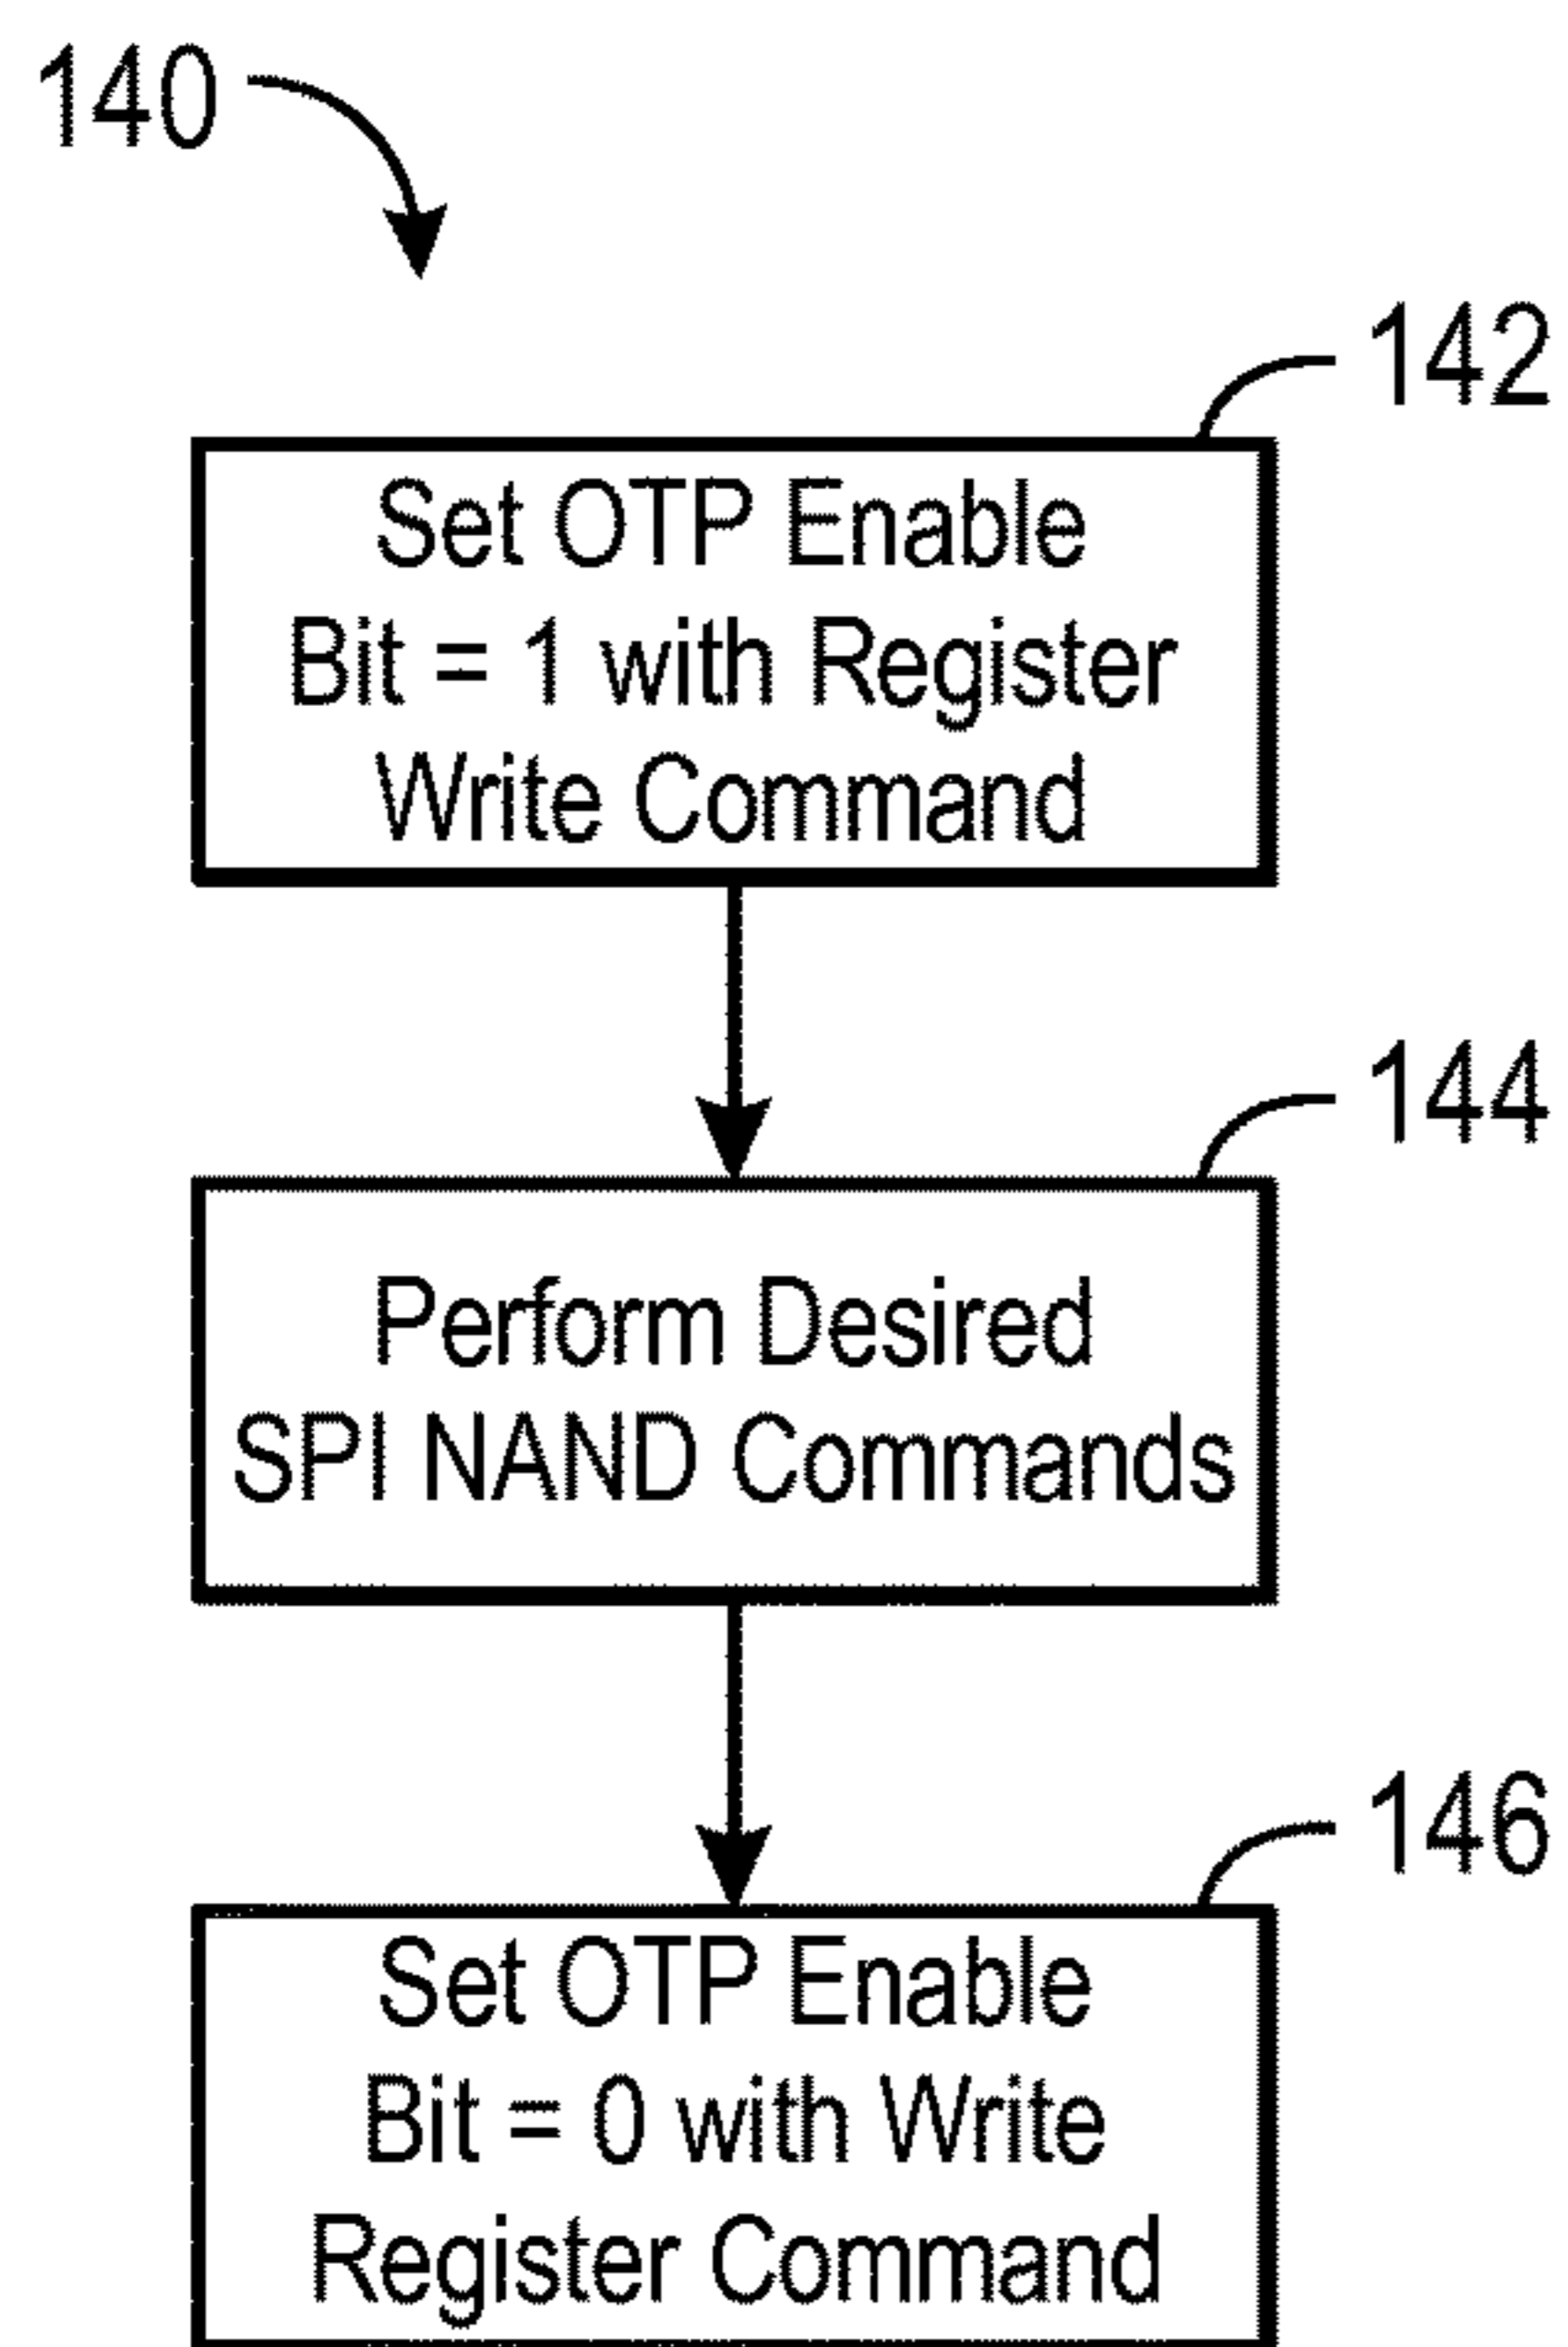 140
142
Set OTP Enable
Bit = 1 with Register
Write Command
144
Perform Desired
SPI NAND Commands
146
Set OTP Enable
Bit = 0 with Write
Register Command